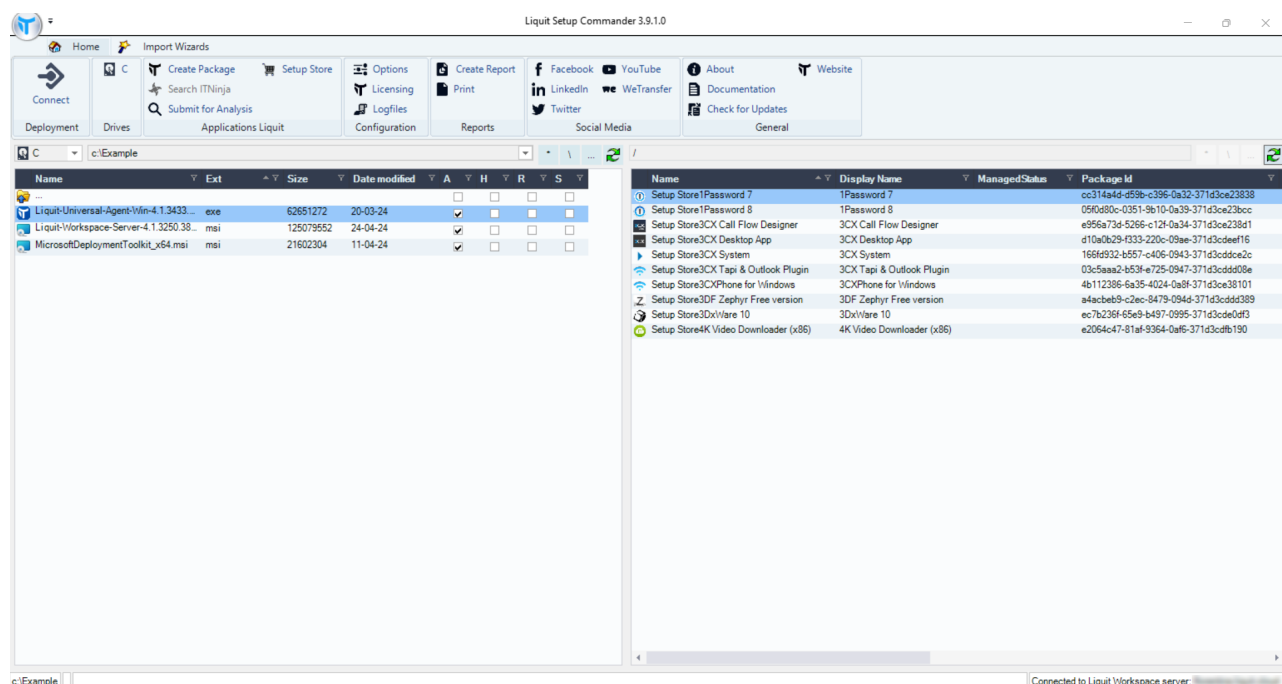 Liquit Setup Commander 3.9.1.0
Home Import Wizards
C Create Package Setup Store Options Create Report Facebook YouTube About Website
Connect Search ITNinja Licensing Print LinkedIn WeTransfer Documentation
Submit for Analysis Logfiles Twitter Check for Updates
Deployment Drives Applications Liquit Configuration Reports Social Media General
C c:\Example * \ ... / * \ ...
Name Ext Size Date modified A H R S Name Display Name ManagedStatus Package Id
... Setup Store1Password 7 1Password 7 cc314a4d-d59b-c396-0a32-371d3ce23838
Liquit-Universal-Agent-Win-4.1.3433... exe 62651272 20-03-24 Setup Store1Password 8 1Password 8 05f0d80c-0351-9b10-0a39-371d3ce23bcc
Liquit-Workspace-Server-4.1.3250.38... msi 125079552 24-04-24 Setup Store3CX Call Flow Designer 3CX Call Flow Designer e956a73d-5266-c12f-0a34-371d3ce238d1
MicrosoftDeploymentToolkit_x64.msi msi 21602304 11-04-24 Setup Store3CX Desktop App 3CX Desktop App d10a0b29-f333-220c-09ae-371d3cdeef16
Setup Store3CX System 3CX System 166fd932-b557-c406-0943-371d3cddce2c
Setup Store3CX Tapi & Outlook Plugin 3CX Tapi & Outlook Plugin 03c5aaa2-b53f-e725-0947-371d3cddd08e
Setup Store3CXPhone for Windows 3CXPhone for Windows 4b112386-6a35-4024-0a8f-371d3ce38101
Setup Store3DF Zephyr Free version 3DF Zephyr Free version a4acbeb9-c2ec-8479-094d-371d3cddd389
Setup Store3DxWare 10 3DxWare 10 ec7b236f-65e9-b497-0995-371d3cde0df3
Setup Store4K Video Downloader (x86) 4K Video Downloader (x86) e2064c47-81af-9364-0af6-371d3cdfb190
c:\Example Connected to Liquit Workspace server: